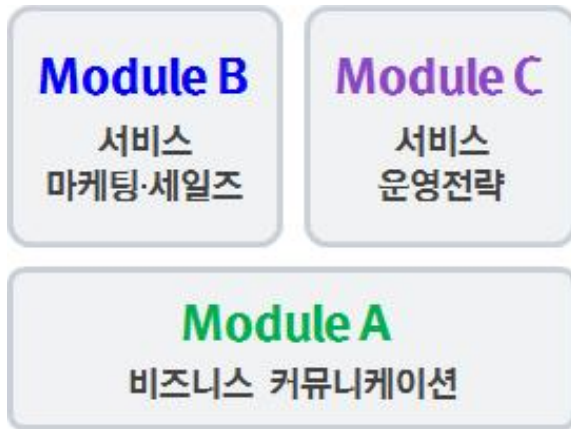 Module B
서비스
마케팅·세일즈
Module C
서비스
운영전략
Module A
비즈니스 커뮤니케이션